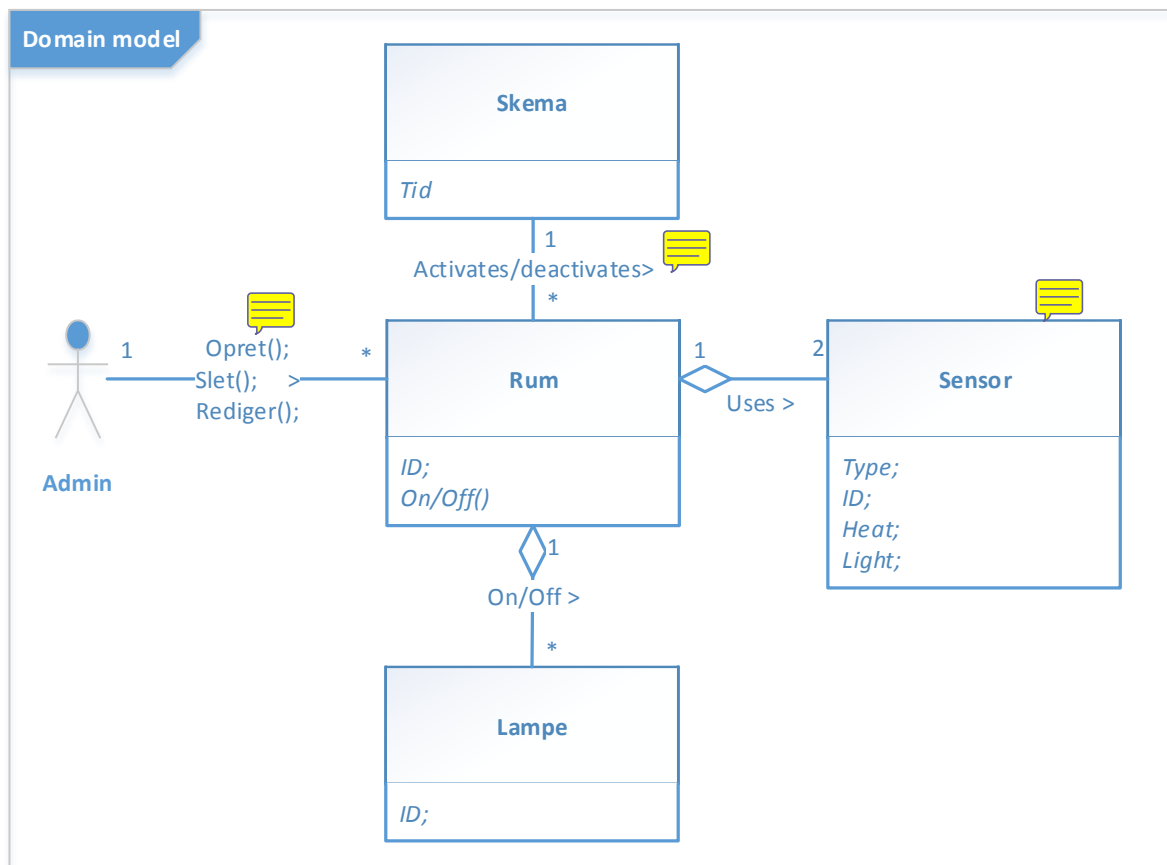 Domain model
Skema
Tid
1
Activates/deactivates>
*
1
Opret();
*
Slet(); >
Rediger();
Admin
Rum
ID;
On/Off()
1
2
Uses >
Sensor
Type;
ID;
Heat;
Light;
1
On/Off >
*
Lampe
ID;